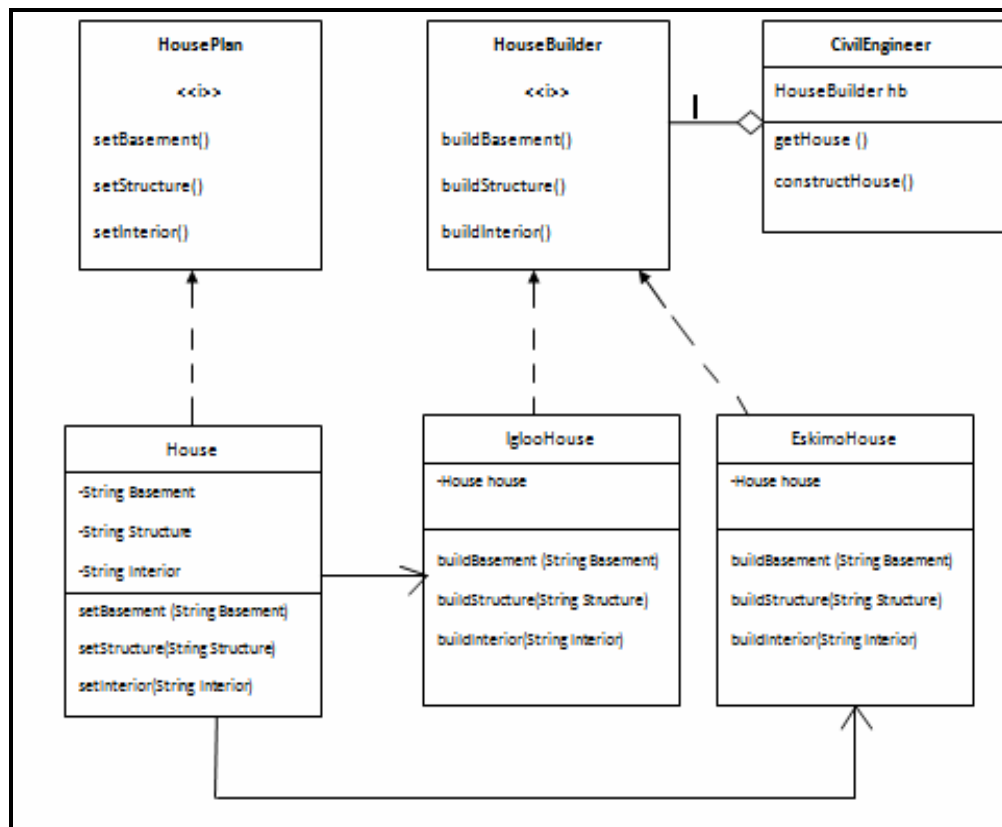 HousePlan
<<i>>
setBasement()
setStructure()
setInterior()
HouseBuilder
<<i>>
buildBasement()
buildStructure()
buildInterior()
CivilEngineer
HouseBuilder hb
getHouse ()
constructHouse()
1
House
-String Basement
-String Structure
-String Interior
setBasement (String Basement)
setStructure(String Structure)
setInterior(String Interior)
IglooHouse
-House house
buildBasement (String Basement)
buildStructure(String Structure)
buildInterior(String Interior)
EskimoHouse
-House house
buildBasement (String Basement)
buildStructure(String Structure)
buildInterior(String Interior)